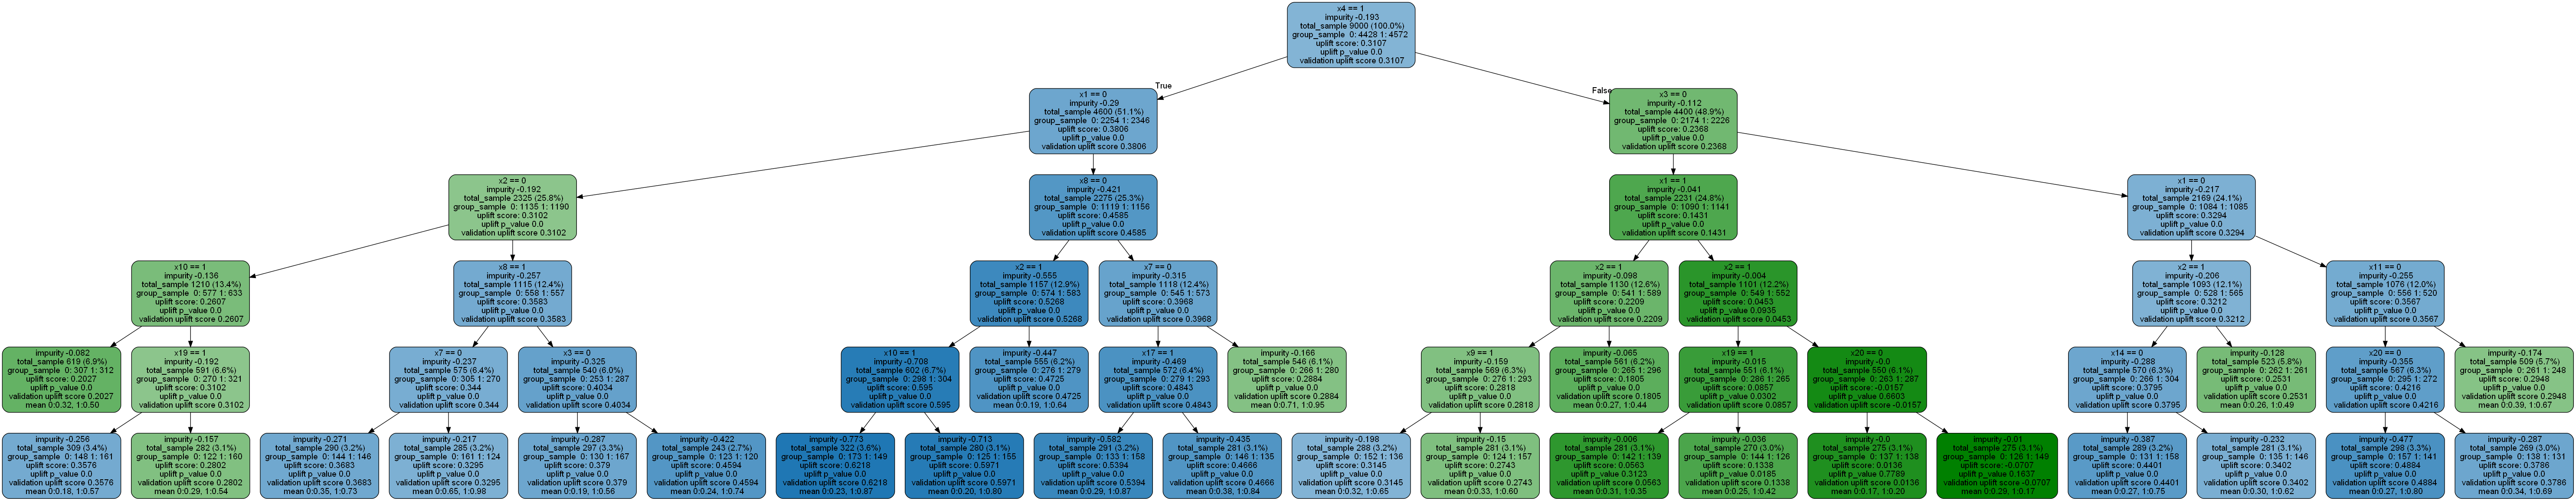 x4 == 1
impurity -0.193
total_sample 9000 (100.0%)
group_sample 0: 4428 1: 4572
uplift score: 0.3107
uplift p_value 0.0
validation uplift score 0.3107
True
False
x1 == 0
impurity -0.29
total_sample 4600 (51.1%)
group_sample 0: 2254 1: 2346
uplift score: 0.3806
uplift p_value 0.0
validation uplift score 0.3806
x3 == 0
impurity -0.112
total_sample 4400 (48.9%)
group_sample 0: 2174 1: 2226
uplift score: 0.2368
uplift p_value 0.0
validation uplift score 0.2368
x2 == 0
impurity -0.192
total_sample 2325 (25.8%)
group_sample 0: 1135 1: 1190
uplift score: 0.3102
uplift p_value 0.0
validation uplift score 0.3102
x8 == 0
impurity -0.421
total_sample 2275 (25.3%)
group_sample 0: 1119 1: 1156
uplift score: 0.4585
uplift p_value 0.0
validation uplift score 0.4585
x1 == 1
impurity -0.041
total_sample 2231 (24.8%)
group_sample 0: 1090 1: 1141
uplift score: 0.1431
uplift p_value 0.0
validation uplift score 0.1431
x1 == 0
impurity -0.217
total_sample 2169 (24.1%)
group_sample 0: 1084 1: 1085
uplift score: 0.3294
uplift p_value 0.0
validation uplift score 0.3294
x10 == 1
impurity -0.136
total_sample 1210 (13.4%)
group_sample 0: 577 1: 633
uplift score: 0.2607
uplift p_value 0.0
validation uplift score 0.2607
x8 == 1
impurity -0.257
total_sample 1115 (12.4%)
group_sample 0: 558 1: 557
uplift score: 0.3583
uplift p_value 0.0
validation uplift score 0.3583
x2 == 1
impurity -0.555
total_sample 1157 (12.9%)
group_sample 0: 574 1: 583
uplift score: 0.5268
uplift p_value 0.0
validation uplift score 0.5268
x7 == 0
impurity -0.315
total_sample 1118 (12.4%)
group_sample 0: 545 1: 573
uplift score: 0.3968
uplift p_value 0.0
validation uplift score 0.3968
x2 == 1
impurity -0.098
total_sample 1130 (12.6%)
group_sample 0: 541 1: 589
uplift score: 0.2209
uplift p_value 0.0
validation uplift score 0.2209
x2 == 1
impurity -0.004
total_sample 1101 (12.2%)
group_sample 0: 549 1: 552
uplift score: 0.0453
uplift p_value 0.0935
validation uplift score 0.0453
x2 == 1
impurity -0.206
total_sample 1093 (12.1%)
group_sample 0: 528 1: 565
uplift score: 0.3212
uplift p_value 0.0
validation uplift score 0.3212
x11 == 0
impurity -0.255
total_sample 1076 (12.0%)
group_sample 0: 556 1: 520
uplift score: 0.3567
uplift p_value 0.0
validation uplift score 0.3567
impurity -0.082
total_sample 619 (6.9%)
group_sample 0: 307 1: 312
uplift score: 0.2027
uplift p_value 0.0
validation uplift score 0.2027
mean 0:0.32, 1:0.50
x19 == 1
impurity -0.192
total_sample 591 (6.6%)
group_sample 0: 270 1: 321
uplift score: 0.3102
uplift p_value 0.0
validation uplift score 0.3102
x7 == 0
impurity -0.237
total_sample 575 (6.4%)
group_sample 0: 305 1: 270
uplift score: 0.344
uplift p_value 0.0
validation uplift score 0.344
x3 == 0
impurity -0.325
total_sample 540 (6.0%)
group_sample 0: 253 1: 287
uplift score: 0.4034
uplift p_value 0.0
validation uplift score 0.4034
x10 == 1
impurity -0.708
total_sample 602 (6.7%)
group_sample 0: 298 1: 304
uplift score: 0.595
uplift p_value 0.0
validation uplift score 0.595
impurity -0.447
total_sample 555 (6.2%)
group_sample 0: 276 1: 279
uplift score: 0.4725
uplift p_value 0.0
validation uplift score 0.4725
mean 0:0.19, 1:0.64
x17 == 1
impurity -0.469
total_sample 572 (6.4%)
group_sample 0: 279 1: 293
uplift score: 0.4843
uplift p_value 0.0
validation uplift score 0.4843
impurity -0.166
total_sample 546 (6.1%)
group_sample 0: 266 1: 280
uplift score: 0.2884
uplift p_value 0.0
validation uplift score 0.2884
mean 0:0.71, 1:0.95
x9 == 1
impurity -0.159
total_sample 569 (6.3%)
group_sample 0: 276 1: 293
uplift score: 0.2818
uplift p_value 0.0
validation uplift score 0.2818
impurity -0.065
total_sample 561 (6.2%)
group_sample 0: 265 1: 296
uplift score: 0.1805
uplift p_value 0.0
validation uplift score 0.1805
mean 0:0.27, 1:0.44
x19 == 1
impurity -0.015
total_sample 551 (6.1%)
group_sample 0: 286 1: 265
uplift score: 0.0857
uplift p_value 0.0302
validation uplift score 0.0857
x20 == 0
impurity -0.0
total_sample 550 (6.1%)
group_sample 0: 263 1: 287
uplift score: -0.0157
uplift p_value 0.6603
validation uplift score -0.0157
x14 == 0
impurity -0.288
total_sample 570 (6.3%)
group_sample 0: 266 1: 304
uplift score: 0.3795
uplift p_value 0.0
validation uplift score 0.3795
impurity -0.128
total_sample 523 (5.8%)
group_sample 0: 262 1: 261
uplift score: 0.2531
uplift p_value 0.0
validation uplift score 0.2531
mean 0:0.26, 1:0.49
x20 == 0
impurity -0.355
total_sample 567 (6.3%)
group_sample 0: 295 1: 272
uplift score: 0.4216
uplift p_value 0.0
validation uplift score 0.4216
impurity -0.174
total_sample 509 (5.7%)
group_sample 0: 261 1: 248
uplift score: 0.2948
uplift p_value 0.0
validation uplift score 0.2948
mean 0:0.39, 1:0.67
impurity -0.256
total_sample 309 (3.4%)
group_sample 0: 148 1: 161
uplift score: 0.3576
uplift p_value 0.0
validation uplift score 0.3576
mean 0:0.18, 1:0.57
impurity -0.157
total_sample 282 (3.1%)
group_sample 0: 122 1: 160
uplift score: 0.2802
uplift p_value 0.0
validation uplift score 0.2802
mean 0:0.29, 1:0.54
impurity -0.271
total_sample 290 (3.2%)
group_sample 0: 144 1: 146
uplift score: 0.3683
uplift p_value 0.0
validation uplift score 0.3683
mean 0:0.35, 1:0.73
impurity -0.217
total_sample 285 (3.2%)
group_sample 0: 161 1: 124
uplift score: 0.3295
uplift p_value 0.0
validation uplift score 0.3295
mean 0:0.65, 1:0.98
impurity -0.287
total_sample 297 (3.3%)
group_sample 0: 130 1: 167
uplift score: 0.379
uplift p_value 0.0
validation uplift score 0.379
mean 0:0.19, 1:0.56
impurity -0.422
total_sample 243 (2.7%)
group_sample 0: 123 1: 120
uplift score: 0.4594
uplift p_value 0.0
validation uplift score 0.4594
mean 0:0.24, 1:0.74
impurity -0.773
total_sample 322 (3.6%)
group_sample 0: 173 1: 149
uplift score: 0.6218
uplift p_value 0.0
validation uplift score 0.6218
mean 0:0.23, 1:0.87
impurity -0.713
total_sample 280 (3.1%)
group_sample 0: 125 1: 155
uplift score: 0.5971
uplift p_value 0.0
validation uplift score 0.5971
mean 0:0.20, 1:0.80
impurity -0.582
total_sample 291 (3.2%)
group_sample 0: 133 1: 158
uplift score: 0.5394
uplift p_value 0.0
validation uplift score 0.5394
mean 0:0.29, 1:0.87
impurity -0.435
total_sample 281 (3.1%)
group_sample 0: 146 1: 135
uplift score: 0.4666
uplift p_value 0.0
validation uplift score 0.4666
mean 0:0.38, 1:0.84
impurity -0.198
total_sample 288 (3.2%)
group_sample 0: 152 1: 136
uplift score: 0.3145
uplift p_value 0.0
validation uplift score 0.3145
mean 0:0.32, 1:0.65
impurity -0.15
total_sample 281 (3.1%)
group_sample 0: 124 1: 157
uplift score: 0.2743
uplift p_value 0.0
validation uplift score 0.2743
mean 0:0.33, 1:0.60
impurity -0.006
total_sample 281 (3.1%)
group_sample 0: 142 1: 139
uplift score: 0.0563
uplift p_value 0.3123
validation uplift score 0.0563
mean 0:0.31, 1:0.35
impurity -0.036
total_sample 270 (3.0%)
group_sample 0: 144 1: 126
uplift score: 0.1338
uplift p_value 0.0185
validation uplift score 0.1338
mean 0:0.25, 1:0.42
impurity -0.0
total_sample 275 (3.1%)
group_sample 0: 137 1: 138
uplift score: 0.0136
uplift p_value 0.7789
validation uplift score 0.0136
mean 0:0.17, 1:0.20
impurity -0.01
total_sample 275 (3.1%)
group_sample 0: 126 1: 149
uplift score: -0.0707
uplift p_value 0.1637
validation uplift score -0.0707
mean 0:0.29, 1:0.17
impurity -0.387
total_sample 289 (3.2%)
group_sample 0: 131 1: 158
uplift score: 0.4401
uplift p_value 0.0
validation uplift score 0.4401
mean 0:0.27, 1:0.75
impurity -0.232
total_sample 281 (3.1%)
group_sample 0: 135 1: 146
uplift score: 0.3402
uplift p_value 0.0
validation uplift score 0.3402
mean 0:0.30, 1:0.62
impurity -0.477
total_sample 298 (3.3%)
group_sample 0: 157 1: 141
uplift score: 0.4884
uplift p_value 0.0
validation uplift score 0.4884
mean 0:0.27, 1:0.80
impurity -0.287
total_sample 269 (3.0%)
group_sample 0: 138 1: 131
uplift score: 0.3786
uplift p_value 0.0
validation uplift score 0.3786
mean 0:0.34, 1:0.69